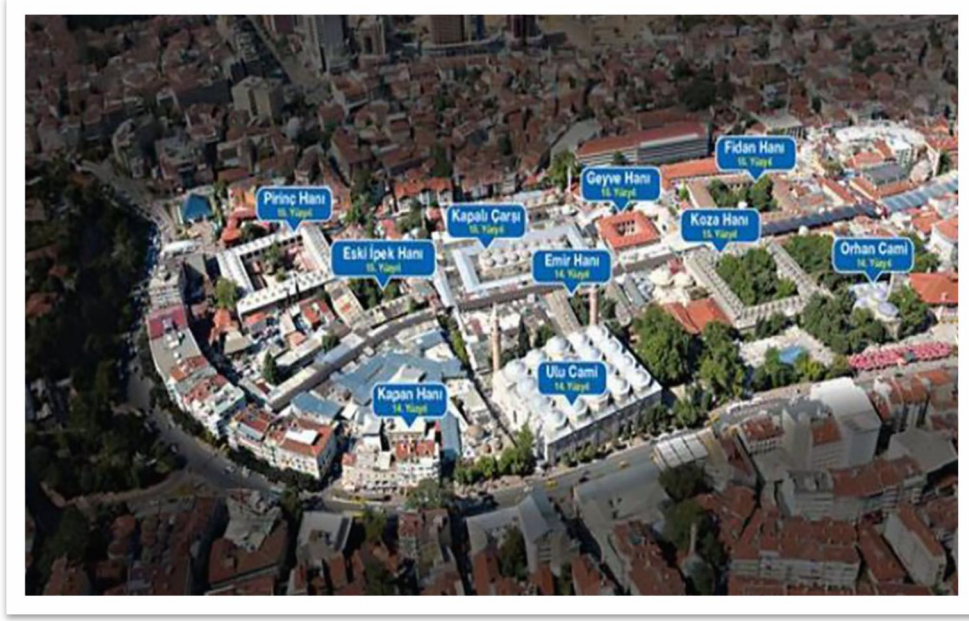 Fidan Hanı
15. Yüzyıl
Geyve Hanı
15. Yüzyıl
Pirinç Hanı
15. Yüzyıl
Kapalı Çarşı
15. Yüzyıl
Koza Hanı
15. Yüzyıl
Eski İpek Hanı
15. Yüzyıl
Emir Hanı
14. Yüzyıl
Orhan Cami
14. Yüzyıl
Ulu Cami
14. Yüzyıl
Kapan Hanı
14. Yüzyıl